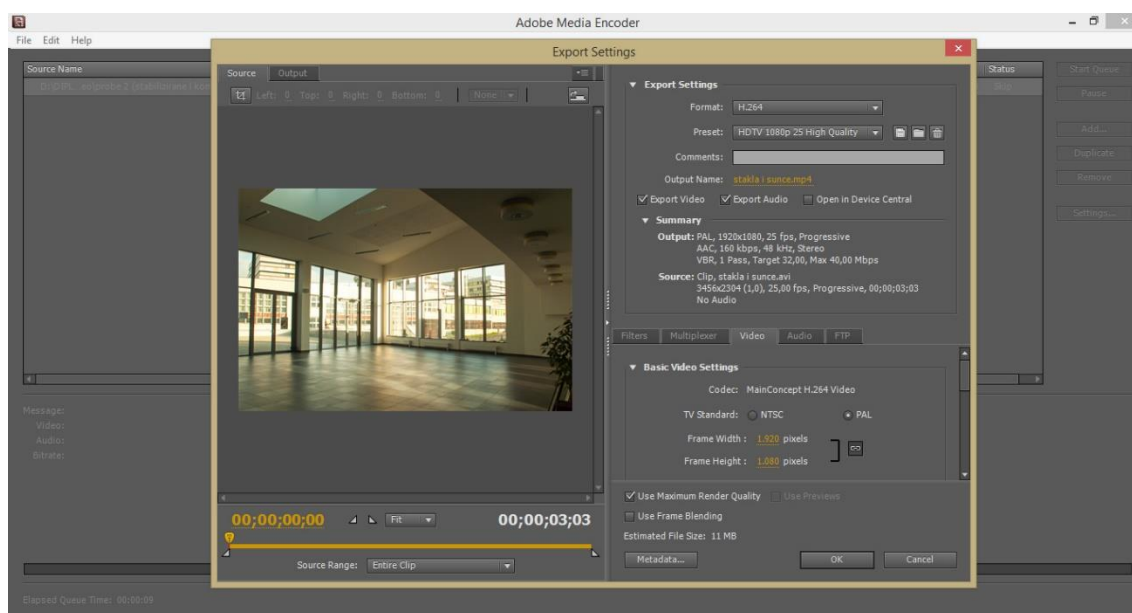 Adobe Media Encoder
File Edit Help
Export Settings
Source Name
Status
Skip
Start Queue
Pause
Add...
Duplicate
Remove
Settings...
Source Output
Left: 0 Top: 0 Right: 0 Bottom: 0 None
Export Settings
Format: H.264
Preset: HDTV 1080p 25 High Quality
Comments:
Output Name: stakla i sunce.mp4
Export Video Export Audio Open in Device Central
Summary
Output: PAL, 1920x1080, 25 fps, Progressive
AAC, 160 kbps, 48 kHz, Stereo
VBR, 1 Pass, Target 32,00, Max 40,00 Mbps
Source: Clip, stakla i sunce.avi
3456x2304 (1,0), 25,00 fps, Progressive, 00;00;03;03
No Audio
Filters Multiplexer Video Audio FTP
Basic Video Settings
Codec: MainConcept H.264 Video
TV Standard: NTSC PAL
Frame Width : 1.920 pixels
Frame Height : 1.080 pixels
Use Maximum Render Quality Use Previews
Use Frame Blending
Estimated File Size: 11 MB
Metadata... OK Cancel
00;00;00;00 Fit 00;00;03;03
Source Range: Entire Clip
Message:
Video:
Audio:
Bitrate:
Elapsed Queue Time: 00:00:09